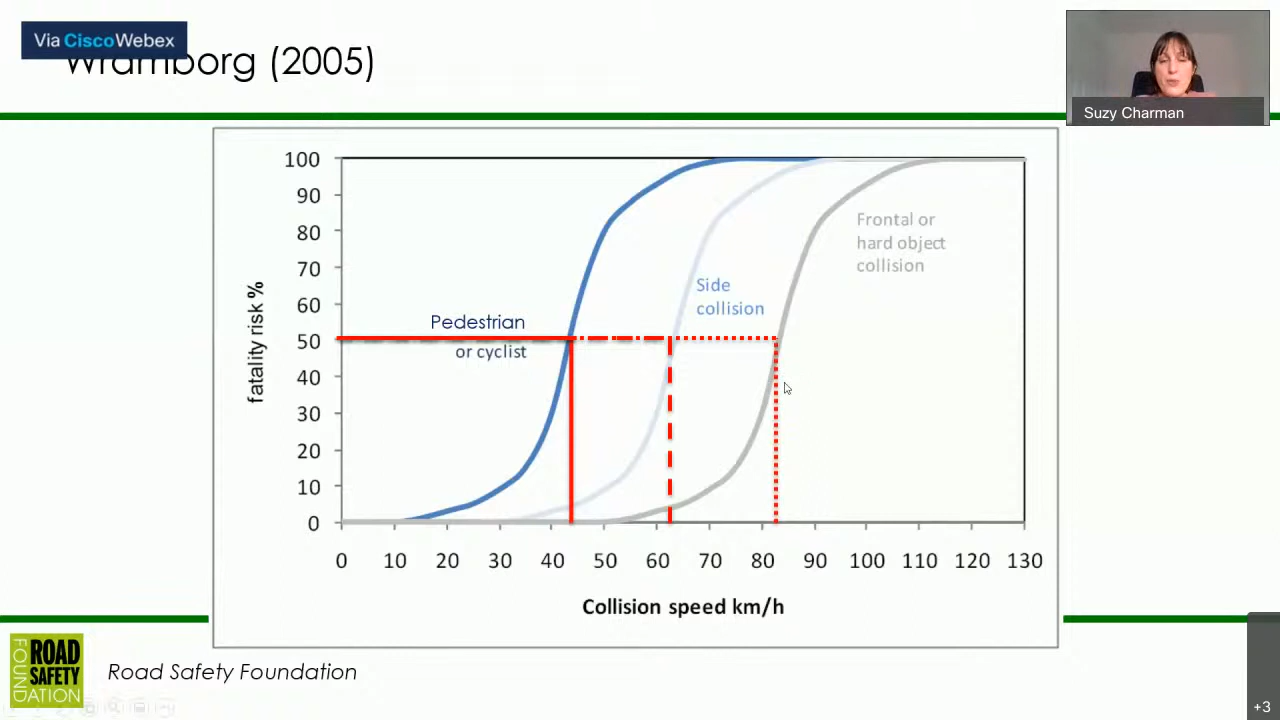 Via CiscoWebex
Wramborg (2005)
Suzy Charman
100
90
80
70
60
50
40
30
20
10
0
fatality risk %
Pedestrian
or cyclist
Side
collision
Frontal or
hard object
collision
0 10 20 30 40 50 60 70 80 90 100 110 120 130
Collision speed km/h
FOUNDATION
ROAD
SAFETY
Road Safety Foundation
+3